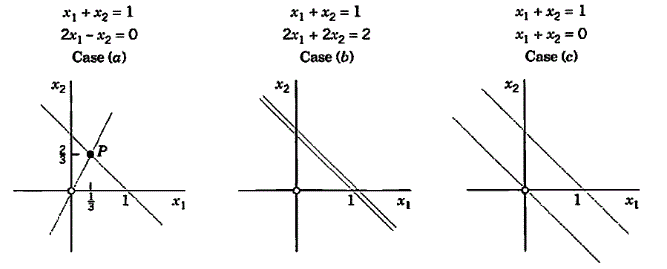 x₁ + x₂ = 1
2x₁ − x₂ = 0
Case (a)
x₂
2/3
P
1/3
1
x₁
x₁ + x₂ = 1
2x₁ + 2x₂ = 2
Case (b)
x₂
1
x₁
x₁ + x₂ = 1
x₁ + x₂ = 0
Case (c)
x₂
1
x₁